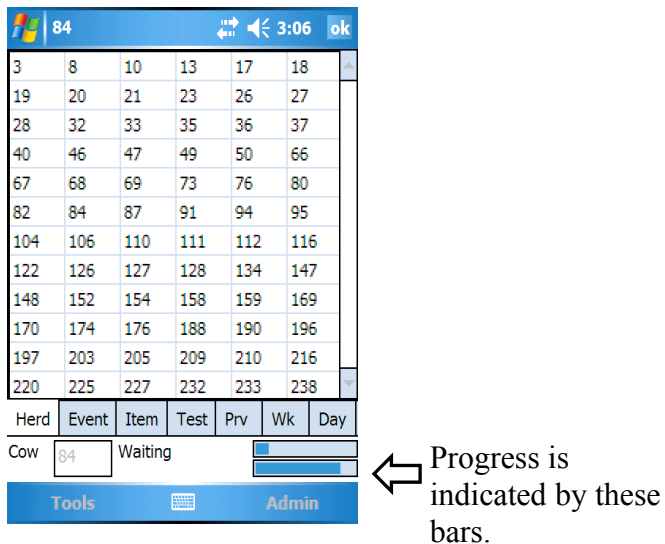 84 3:06 ok
3 8 10 13 17 18
19 20 21 23 26 27
28 32 33 35 36 37
40 46 47 49 50 66
67 68 69 73 76 80
82 84 87 91 94 95
104 106 110 111 112 116
122 126 127 128 134 147
148 152 154 158 159 169
170 174 176 188 190 196
197 203 205 209 210 216
220 225 227 232 233 238
Herd Event Item Test Prv Wk Day
Cow 84 Waiting
Tools Admin
Progress is
indicated by these
bars.